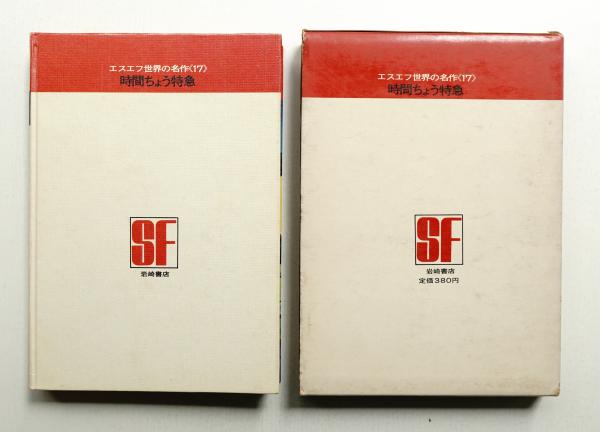 エスエフ世界の名作〈17〉
時間ちょう特急
SF
岩崎書店
エスエフ世界の名作〈17〉
時間ちょう特急
SF
岩崎書店
定価380円